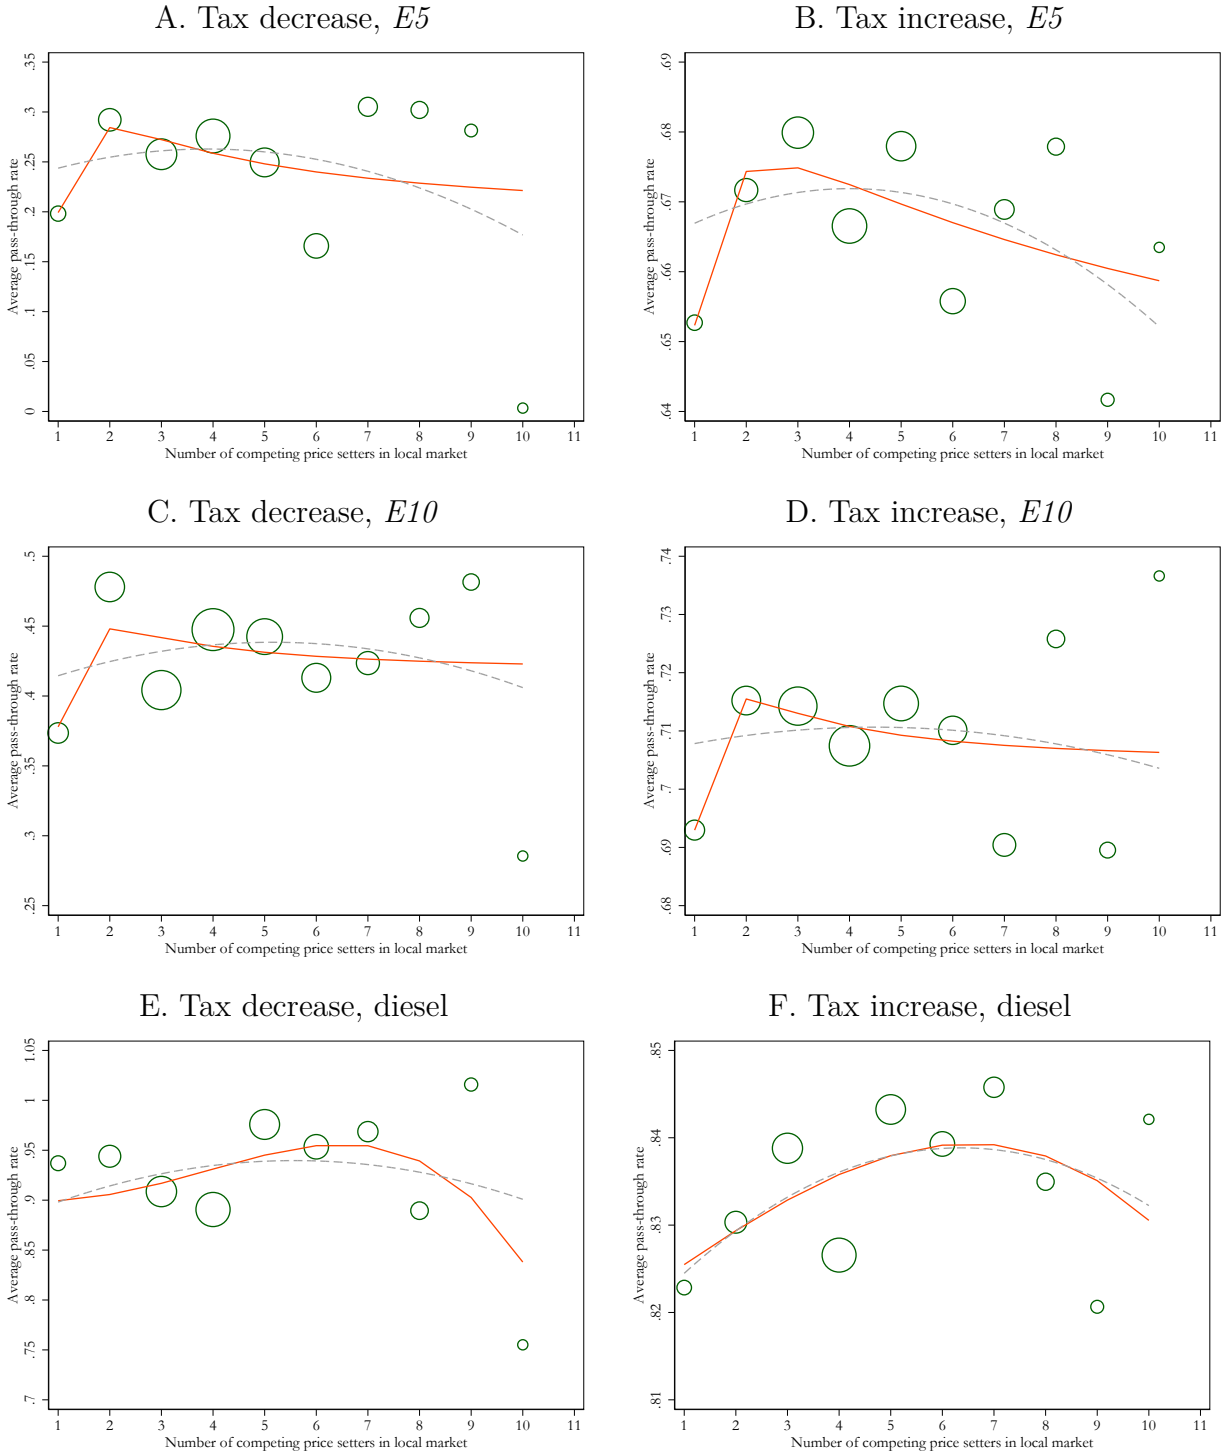 A. Tax decrease, E5
Average pass-through rate
.35
.3
.25
.2
.15
.1
.05
0
1 2 3 4 5 6 7 8 9 10 11
Number of competing price setters in local market
B. Tax increase, E5
Average pass-through rate
.69
.68
.67
.66
.65
.64
1 2 3 4 5 6 7 8 9 10 11
Number of competing price setters in local market
C. Tax decrease, E10
Average pass-through rate
.5
.45
.4
.35
.3
.25
1 2 3 4 5 6 7 8 9 10 11
Number of competing price setters in local market
D. Tax increase, E10
Average pass-through rate
.74
.73
.72
.71
.7
.69
.68
1 2 3 4 5 6 7 8 9 10 11
Number of competing price setters in local market
E. Tax decrease, diesel
Average pass-through rate
1.05
1
.95
.9
.85
.8
.75
.7
1 2 3 4 5 6 7 8 9 10 11
Number of competing price setters in local market
F. Tax increase, diesel
Average pass-through rate
.85
.84
.83
.82
.81
1 2 3 4 5 6 7 8 9 10 11
Number of competing price setters in local market